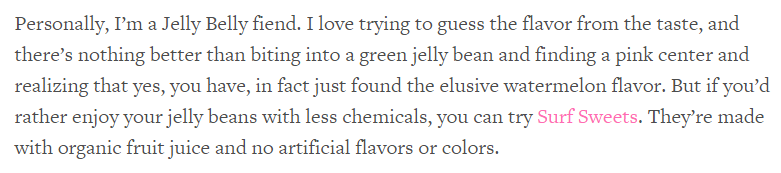 Personally, I’m a Jelly Belly fiend. I love trying to guess the flavor from the taste, and
there’s nothing better than biting into a green jelly bean and finding a pink center and
realizing that yes, you have, in fact just found the elusive watermelon flavor. But if you’d
rather enjoy your jelly beans with less chemicals, you can try Surf Sweets. They’re made
with organic fruit juice and no artificial flavors or colors.